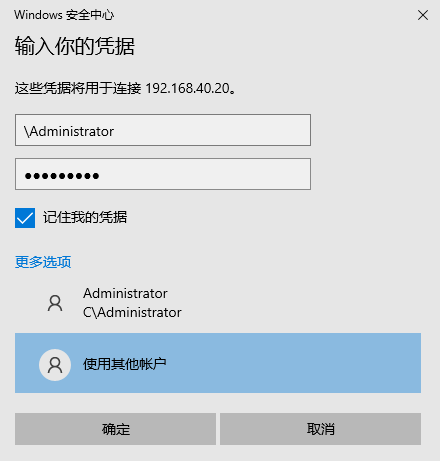 Windows 安全中心
输入你的凭据
这些凭据将用于连接 192.168.40.20。
\Administrator
●●●●●●●●●
记住我的凭据
更多选项
Administrator
C\Administrator
使用其他帐户
确定 取消